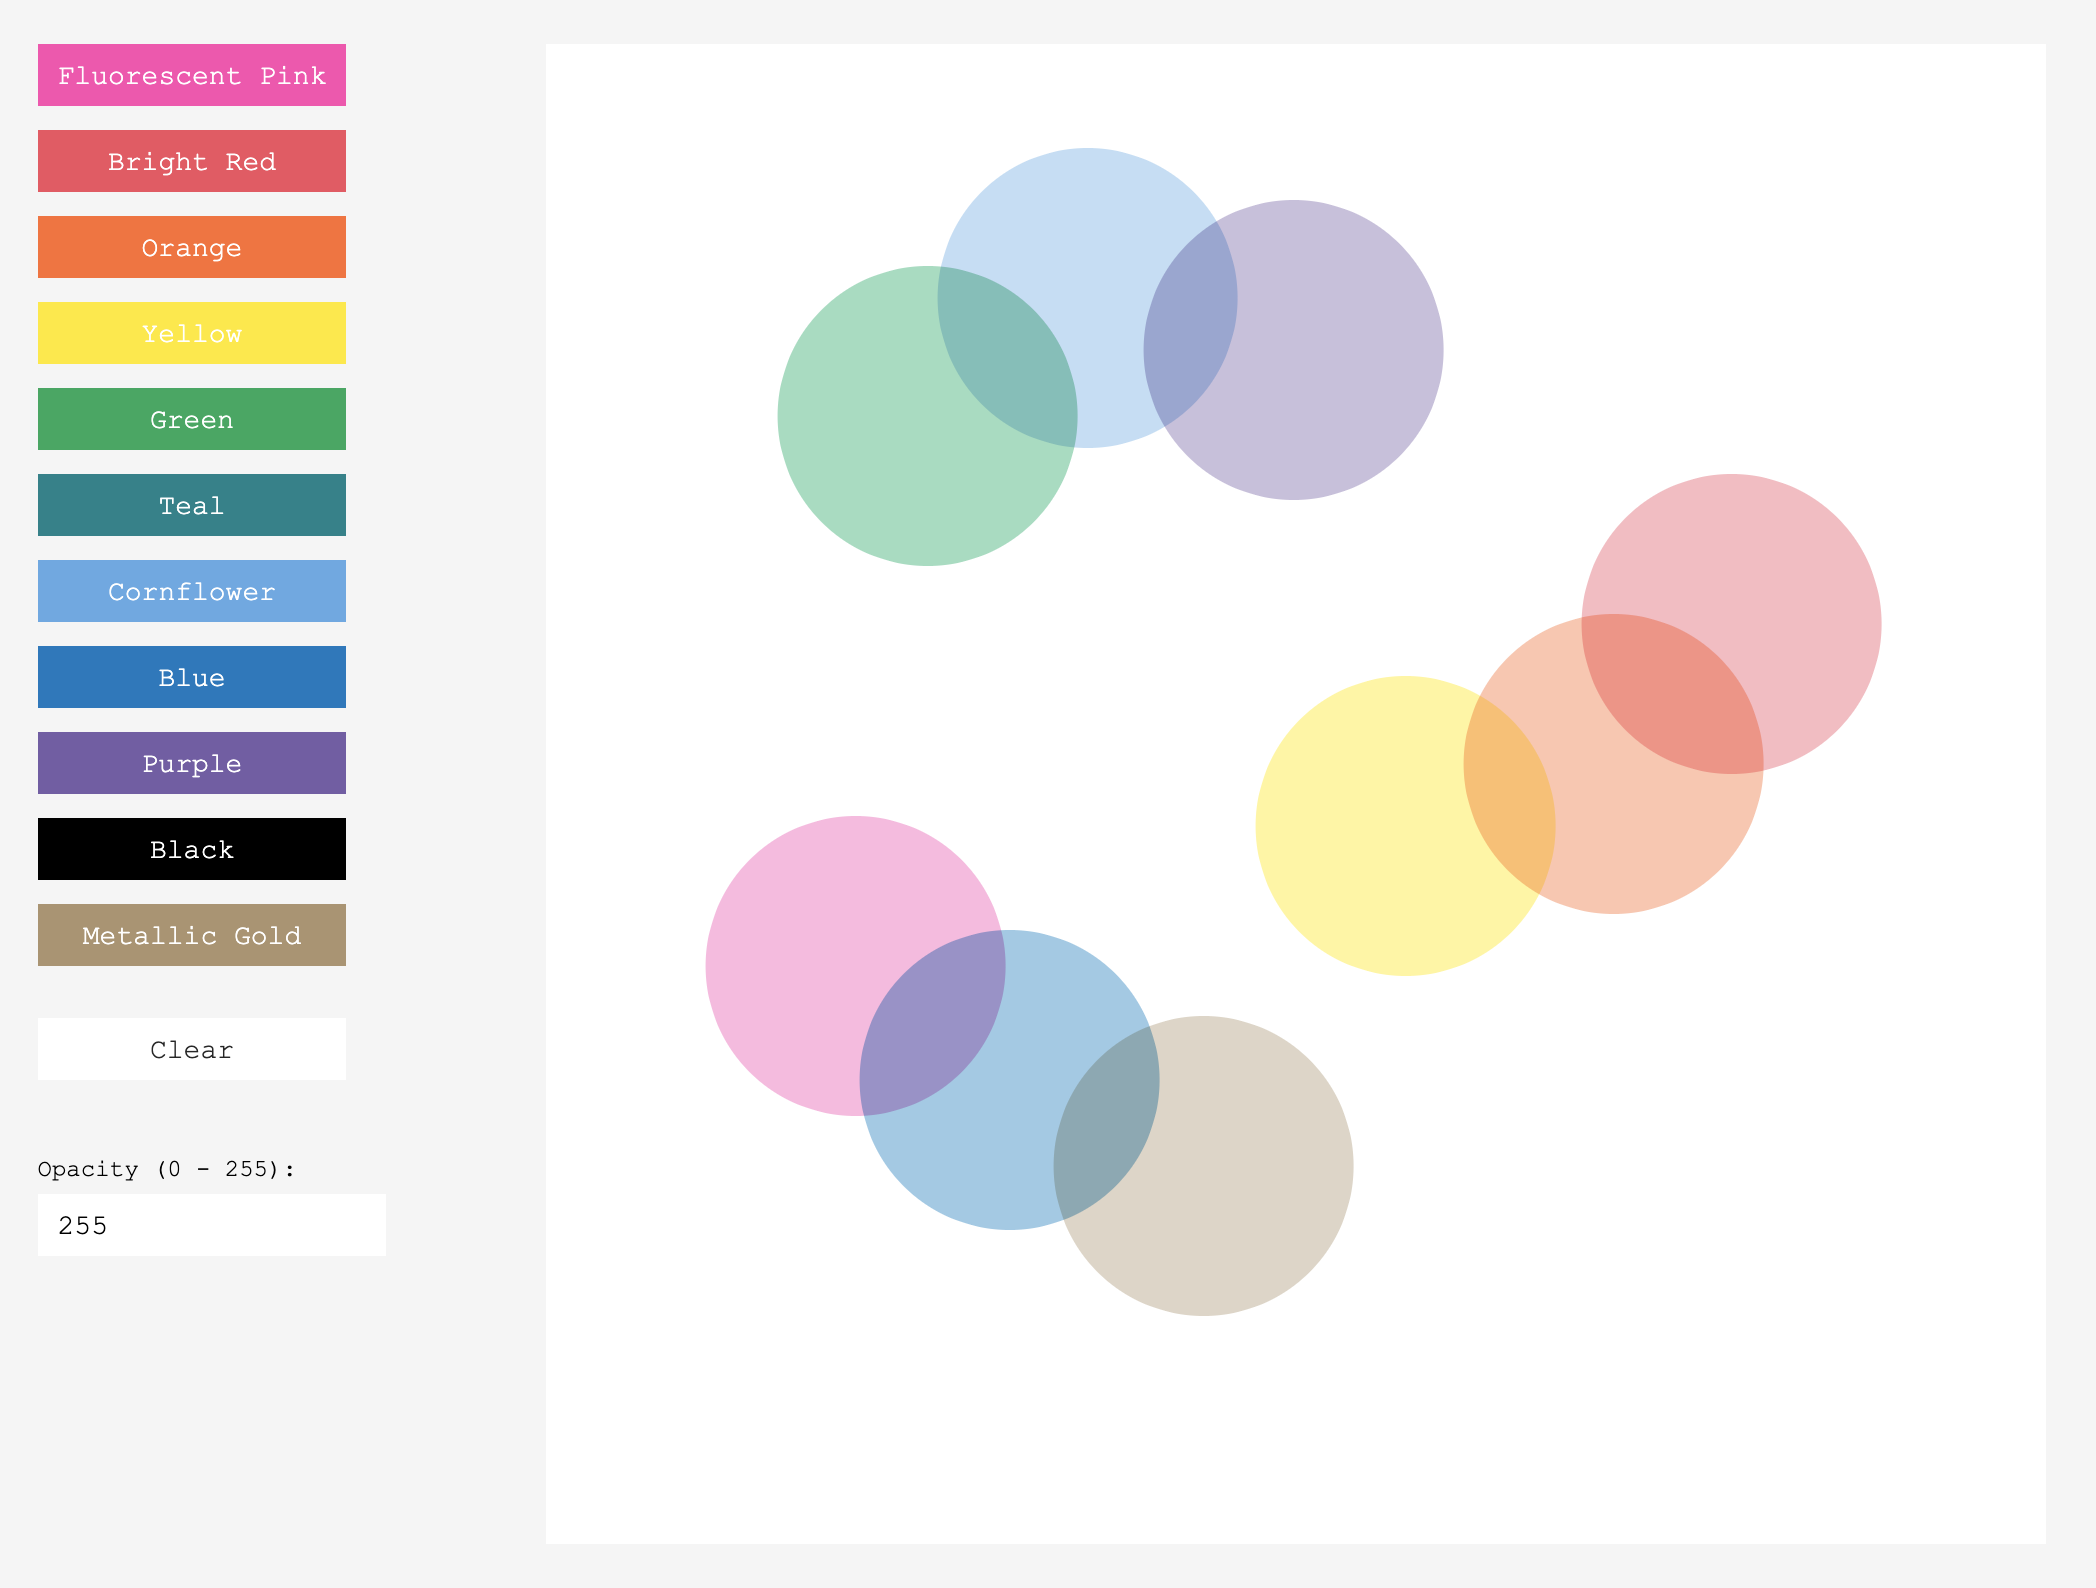 Fluorescent Pink
Bright Red
Orange
Yellow
Green
Teal
Cornflower
Blue
Purple
Black
Metallic Gold
Clear
Opacity (0 - 255):
255